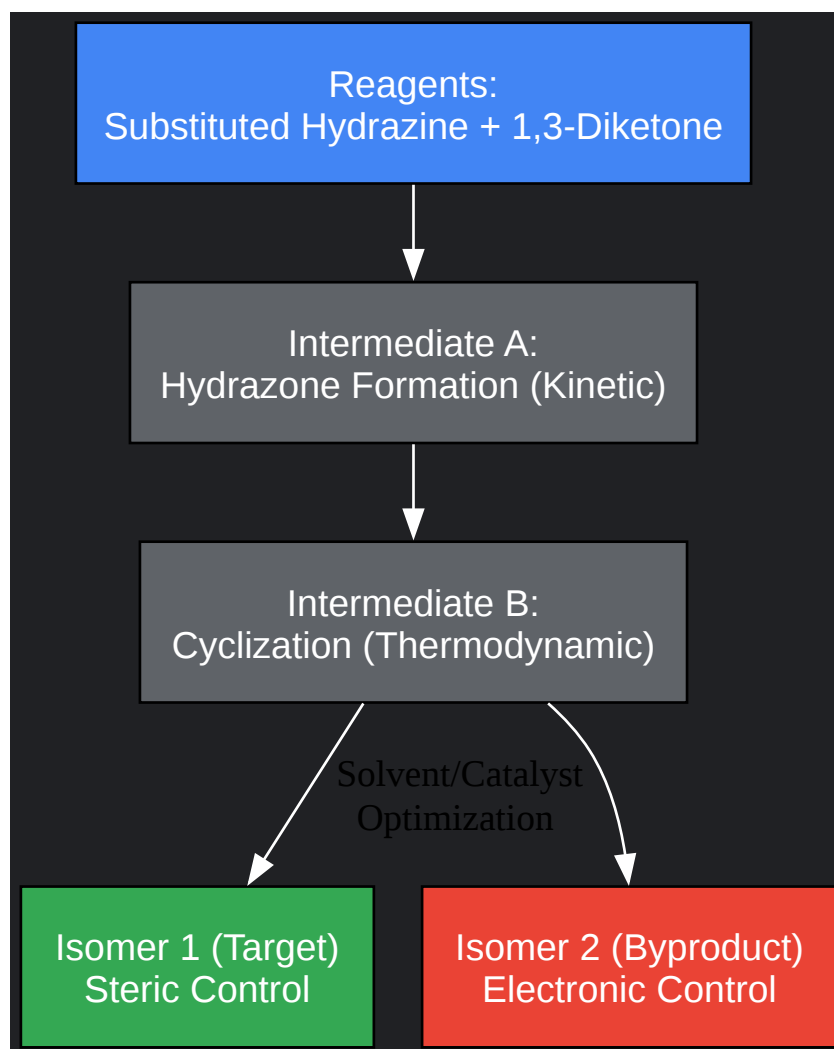 Reagents:
Substituted Hydrazine + 1,3-Diketone
Intermediate A:
Hydrazone Formation (Kinetic)
Intermediate B:
Cyclization (Thermodynamic)
Solvent/Catalyst
Optimization
Isomer 1 (Target)
Steric Control
Isomer 2 (Byproduct)
Electronic Control